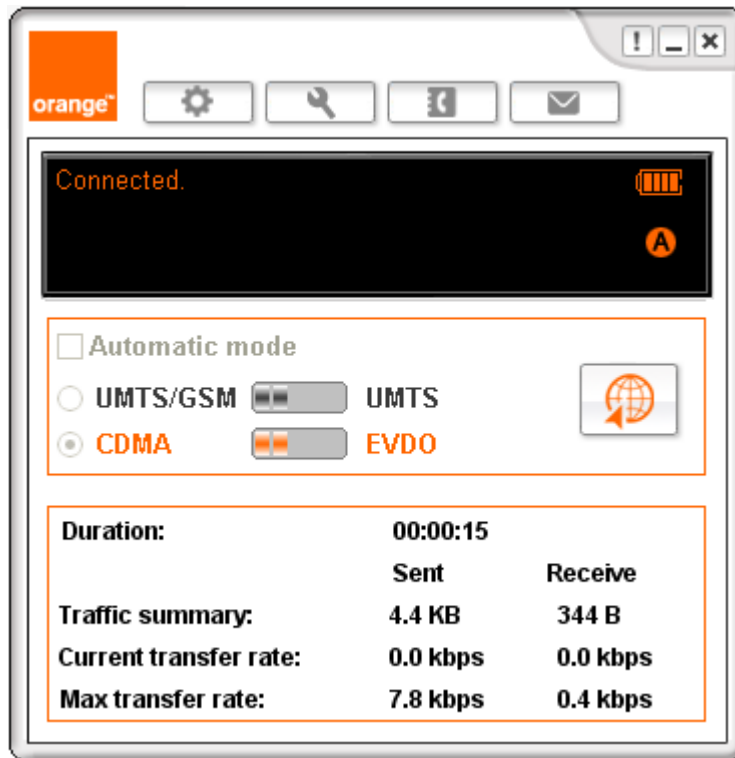 !
orange™
Connected.
A
Automatic mode
UMTS/GSM UMTS
CDMA EVDO
Duration: 00:00:15
Sent Receive
Traffic summary: 4.4 KB 344 B
Current transfer rate: 0.0 kbps 0.0 kbps
Max transfer rate: 7.8 kbps 0.4 kbps